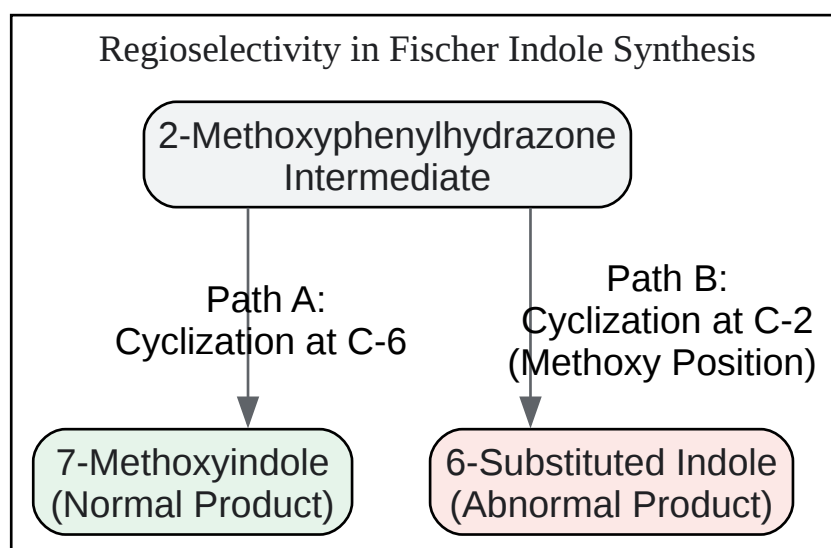 Regioselectivity in Fischer Indole Synthesis
2-Methoxyphenylhydrazone
Intermediate
Path A:
Cyclization at C-6
Path B:
Cyclization at C-2
(Methoxy Position)
7-Methoxyindole
(Normal Product)
6-Substituted Indole
(Abnormal Product)